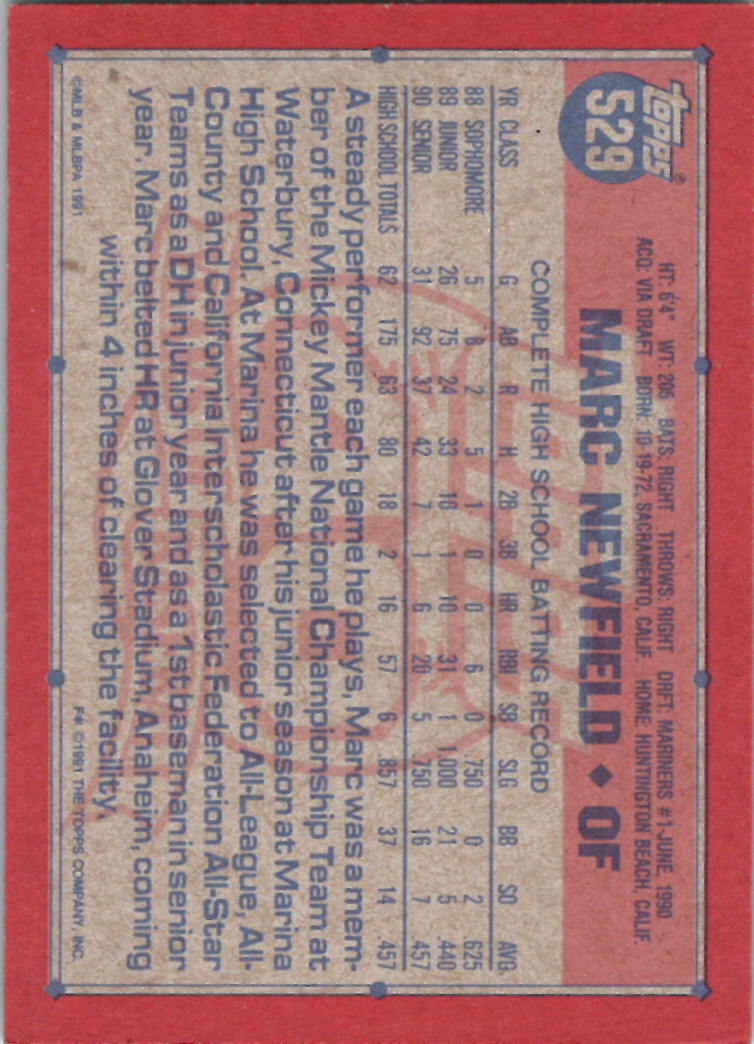 Topps®
529
HT: 6'4" WT: 205 BATS: RIGHT THROWS: RIGHT DRFT: MARINERS #1-JUNE, 1990
ACQ: VIA DRAFT BORN: 10-19-72, SACRAMENTO, CALIF. HOME: HUNTINGTON BEACH, CALIF.
MARC NEWFIELD ♦ OF
COMPLETE HIGH SCHOOL BATTING RECORD
YR CLASS G AB R H 2B 3B HR RBI SB SLG BB SO AVG
88 SOPHOMORE 5 8 2 5 1 0 0 6 0 .750 0 2 .625
89 JUNIOR 26 75 24 33 10 1 10 31 1 1.000 21 5 .440
90 SENIOR 31 92 37 42 7 1 6 20 5 .750 16 7 .457
HIGH SCHOOL TOTALS 62 175 63 80 18 2 16 57 6 .857 37 14 .457
A steady performer each game he plays, Marc was a mem-
ber of the Mickey Mantle National Championship Team at
Waterbury, Connecticut after his junior season at Marina
High School. At Marina he was selected to All-League, All-
County and California Interscholastic Federation All-Star
Teams as a DH in junior year and as a 1st baseman in senior
year. Marc belted HR at Glover Stadium, Anaheim, coming
within 4 inches of clearing the facility.
©MLB & MLBPA 1991
F* ©1991 THE TOPPS COMPANY, INC.